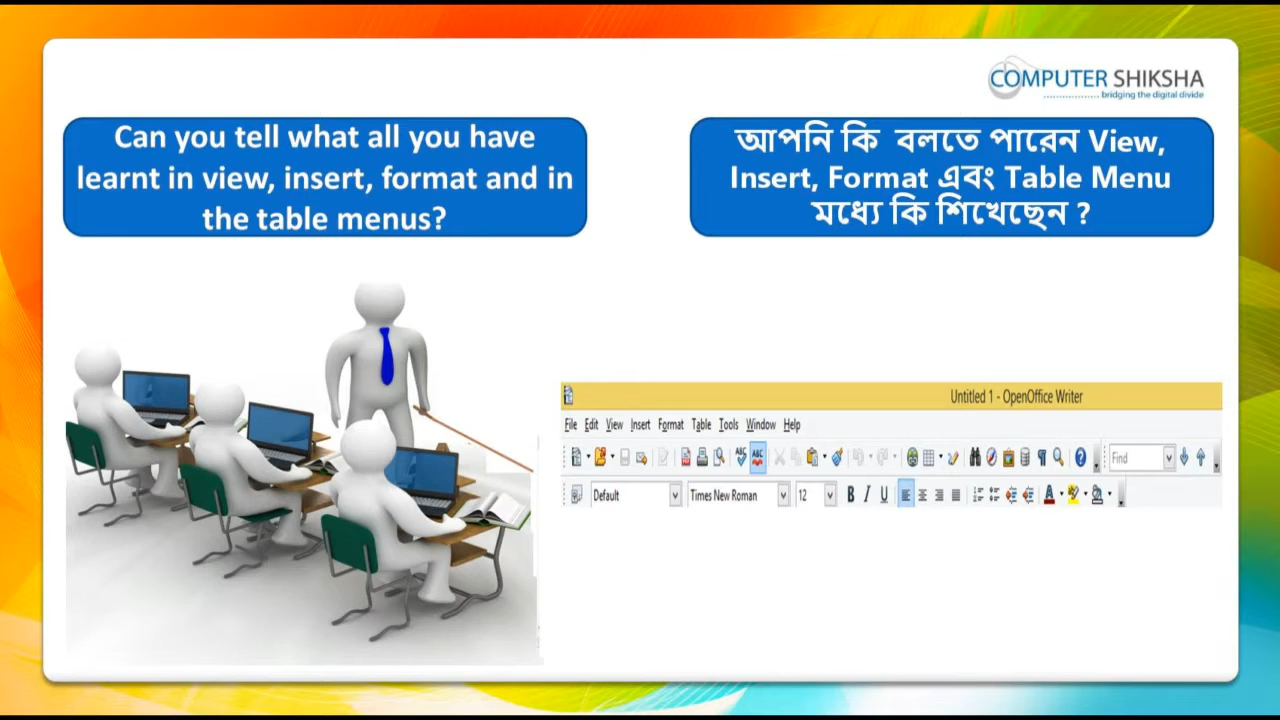 COMPUTER SHIKSHA
bridging the digital divide
Can you tell what all you have
learnt in view, insert, format and in
the table menus?
আপনি কি বলতে পারেন View,
Insert, Format এবং Table Menu
মধ্যে কি শিখেছেন ?
Untitled 1 - OpenOffice Writer
File Edit View Insert Format Table Tools Window Help
ABC ABC Find
Default Times New Roman 12 B I U A